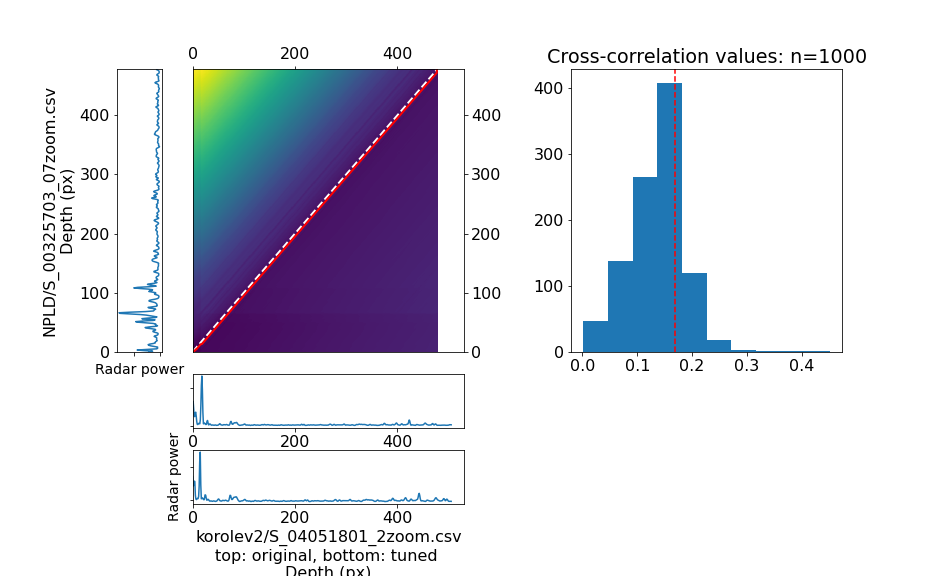 0 200 400
Cross-correlation values: n=1000
NPLD/S_00325703_07zoom.csv
Depth (px)
400
300
200
100
0
Radar power
400
300
200
100
0
400
300
200
100
0
0.0 0.1 0.2 0.3 0.4
0 200 400
Radar power
0 200 400
korolev2/S_04051801_2zoom.csv
top: original, bottom: tuned
Depth (px)